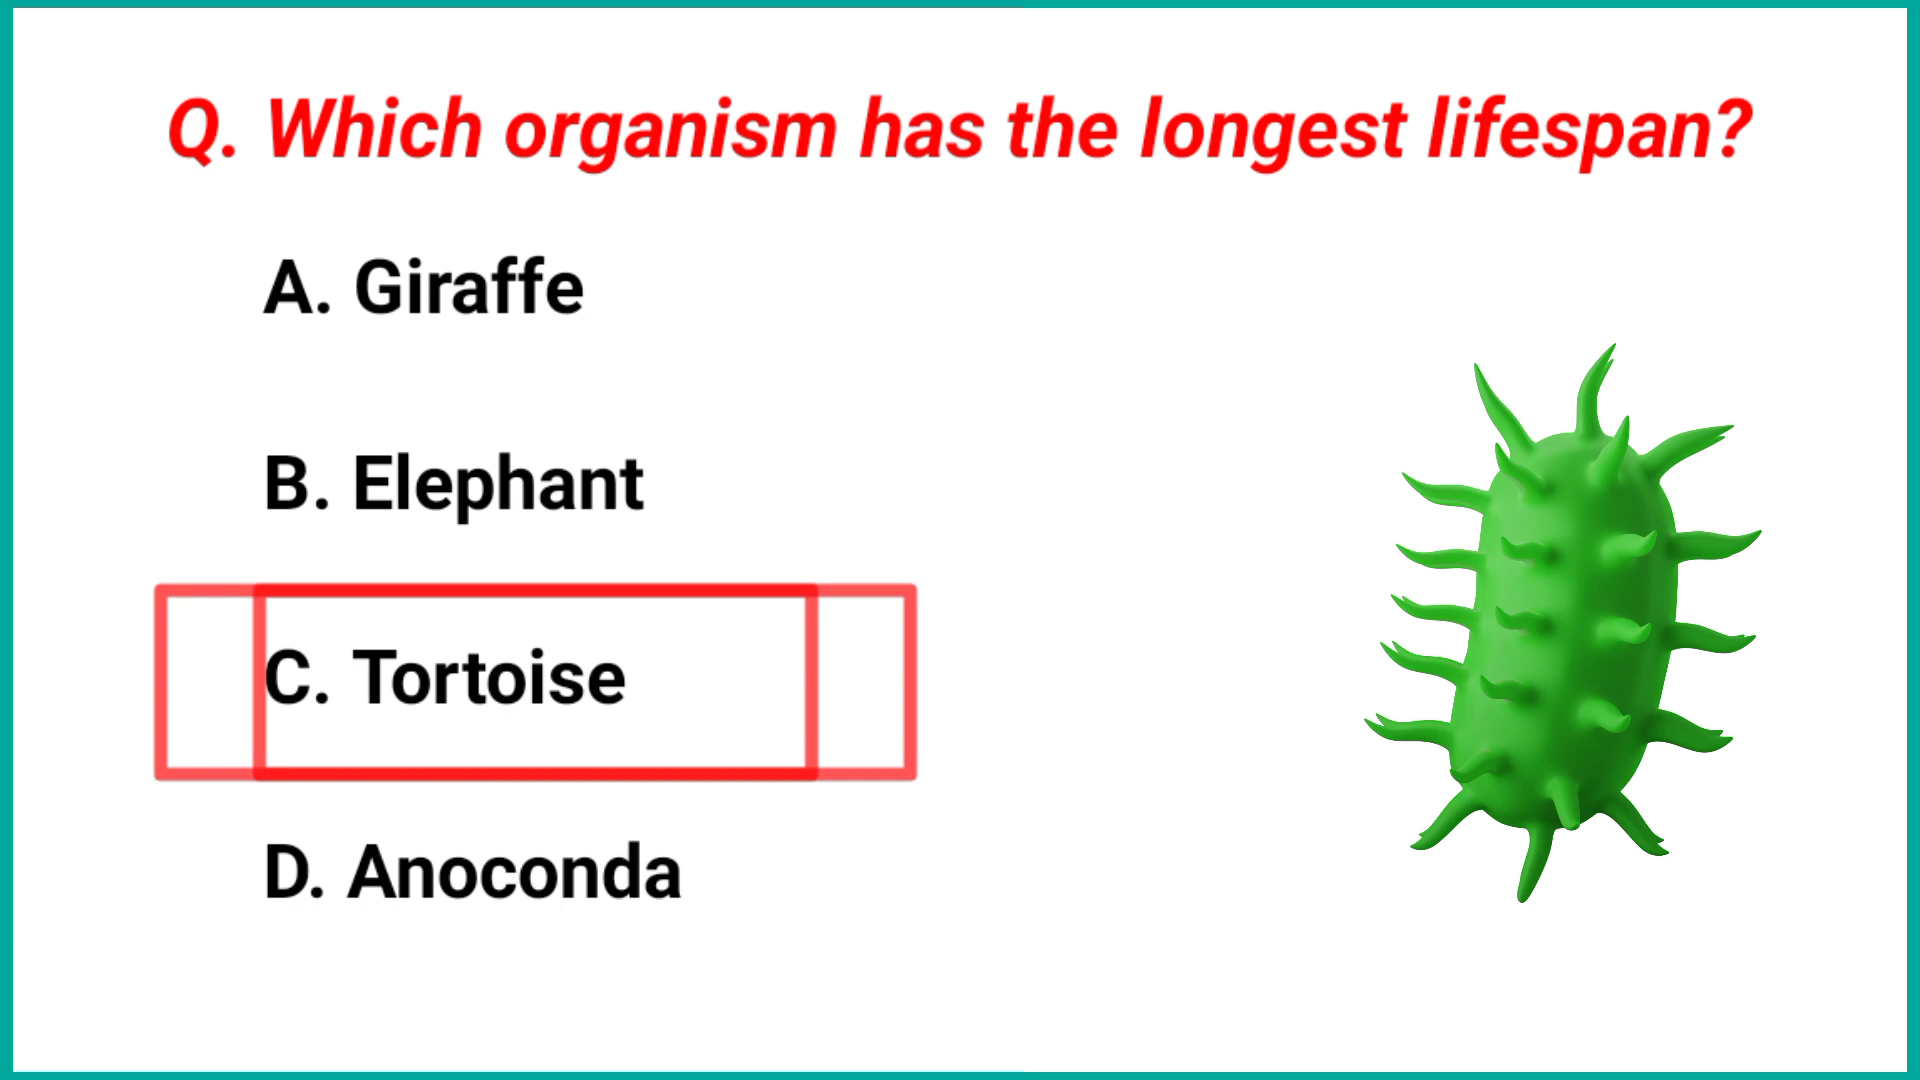 Q. Which organism has the longest lifespan?
A. Giraffe
B. Elephant
C. Tortoise
D. Anoconda